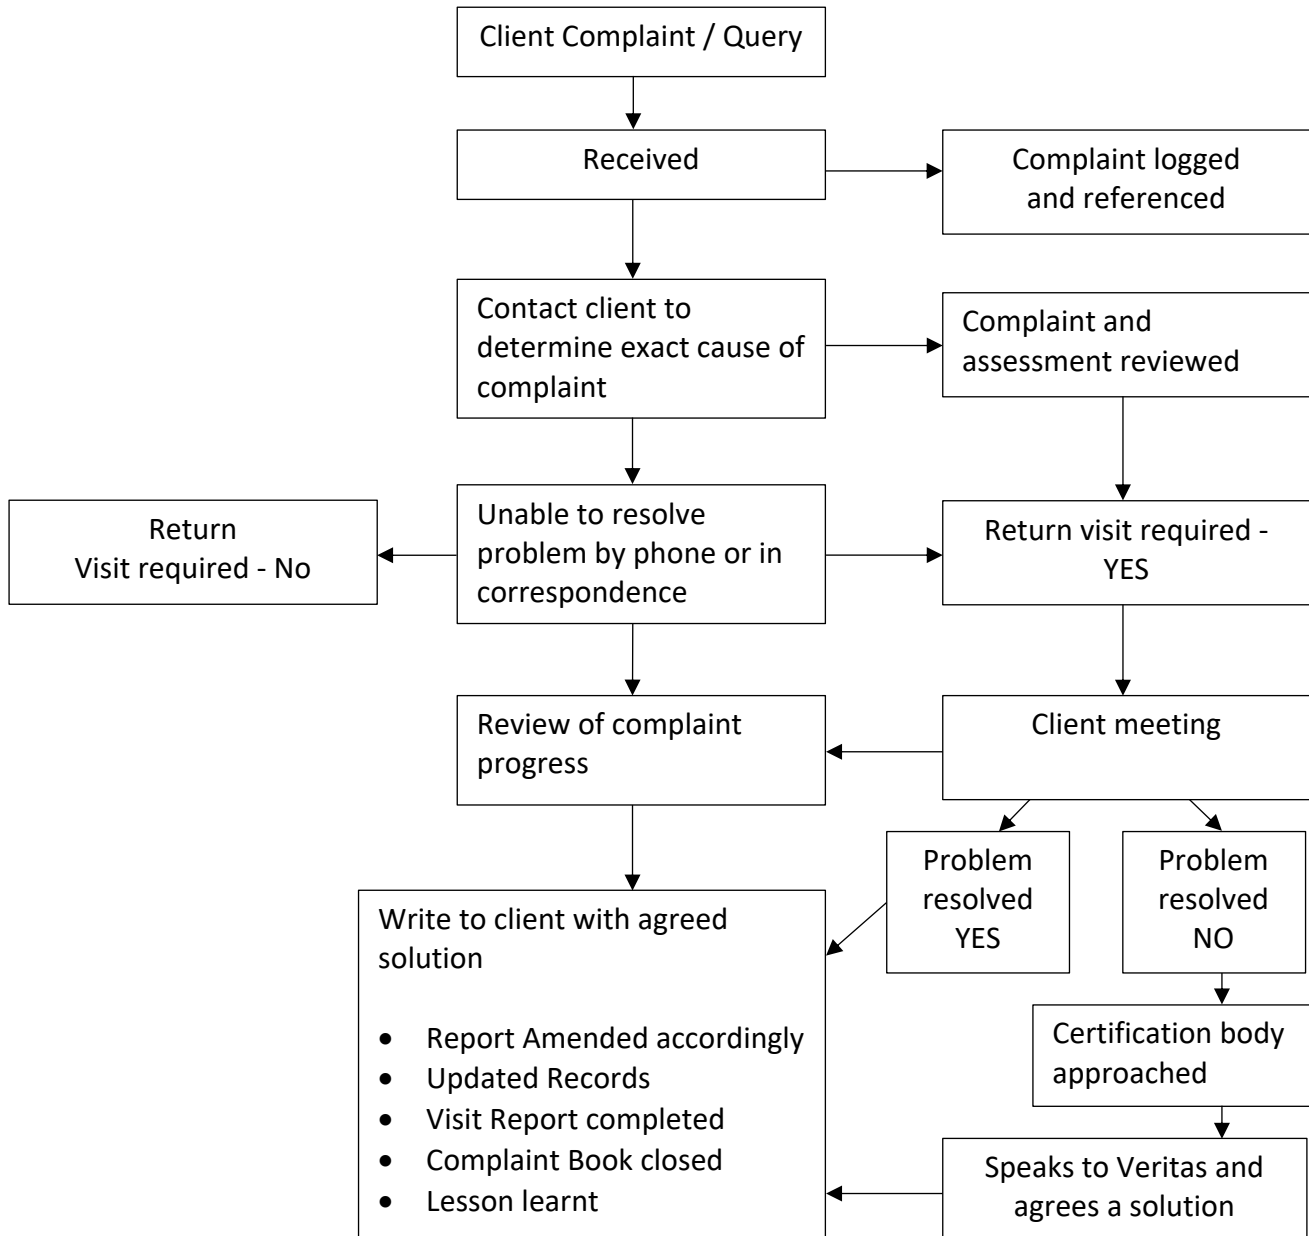 Client Complaint / Query
Received
Complaint logged
and referenced
Contact client to
determine exact cause of
complaint
Complaint and
assessment reviewed
Return
Visit required - No
Unable to resolve
problem by phone or in
correspondence
Return visit required -
YES
Review of complaint
progress
Client meeting
Problem
resolved
YES
Problem
resolved
NO
Write to client with agreed
solution
• Report Amended accordingly
• Updated Records
• Visit Report completed
• Complaint Book closed
• Lesson learnt
Certification body
approached
Speaks to Veritas and
agrees a solution